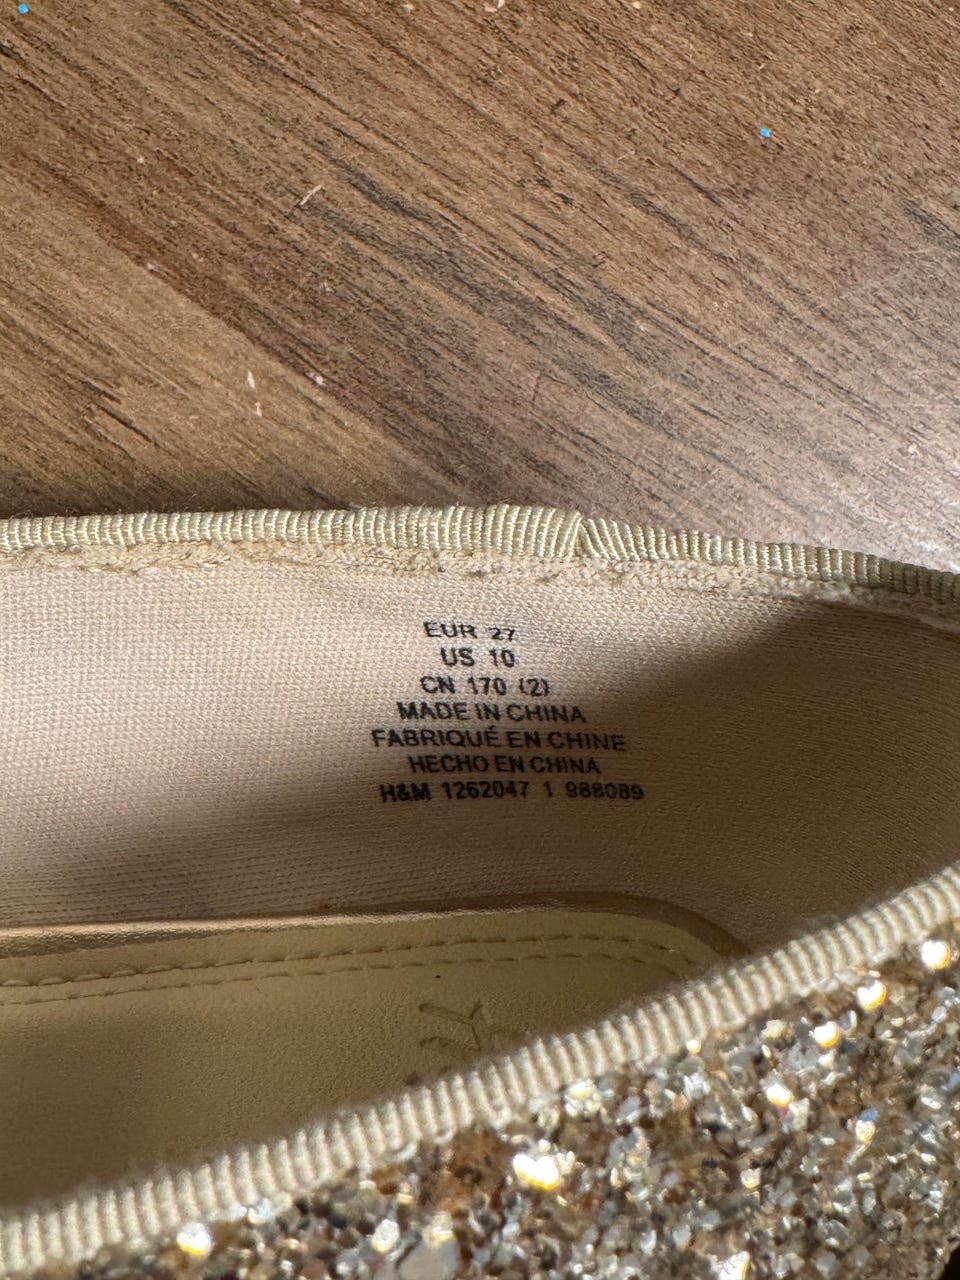 EUR 27
US 10
CN 170 (2)
MADE IN CHINA
FABRIQUÉ EN CHINE
HECHO EN CHINA
H&M 1262047 1 988089